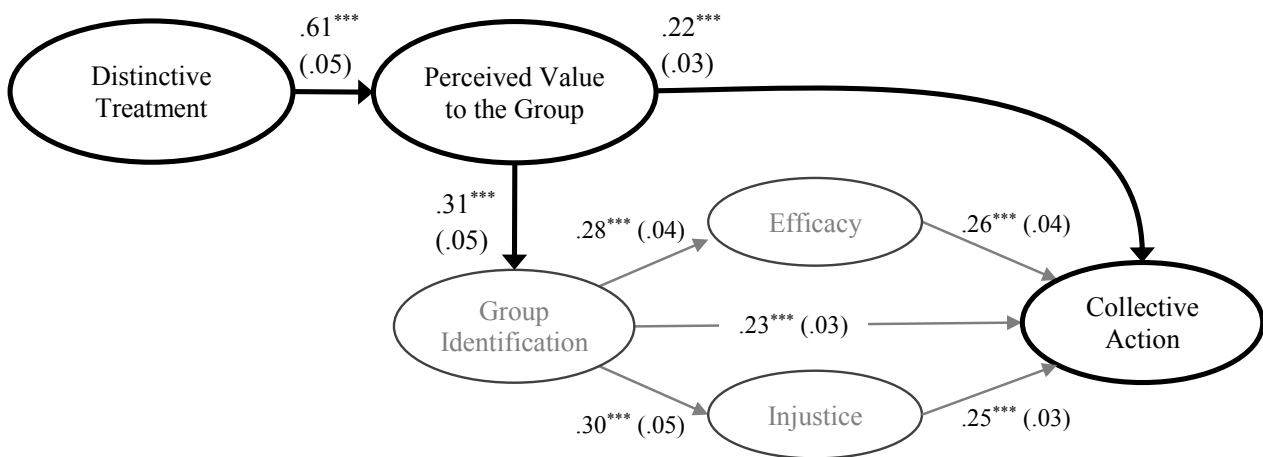 .61***
(.05)
.22***
(.03)
Distinctive
Treatment
Perceived Value
to the Group
.31***
(.05)
.28*** (.04)
Efficacy
.26*** (.04)
Group
Identification
.23*** (.03)
Collective
Action
.30*** (.05)
Injustice
.25*** (.03)